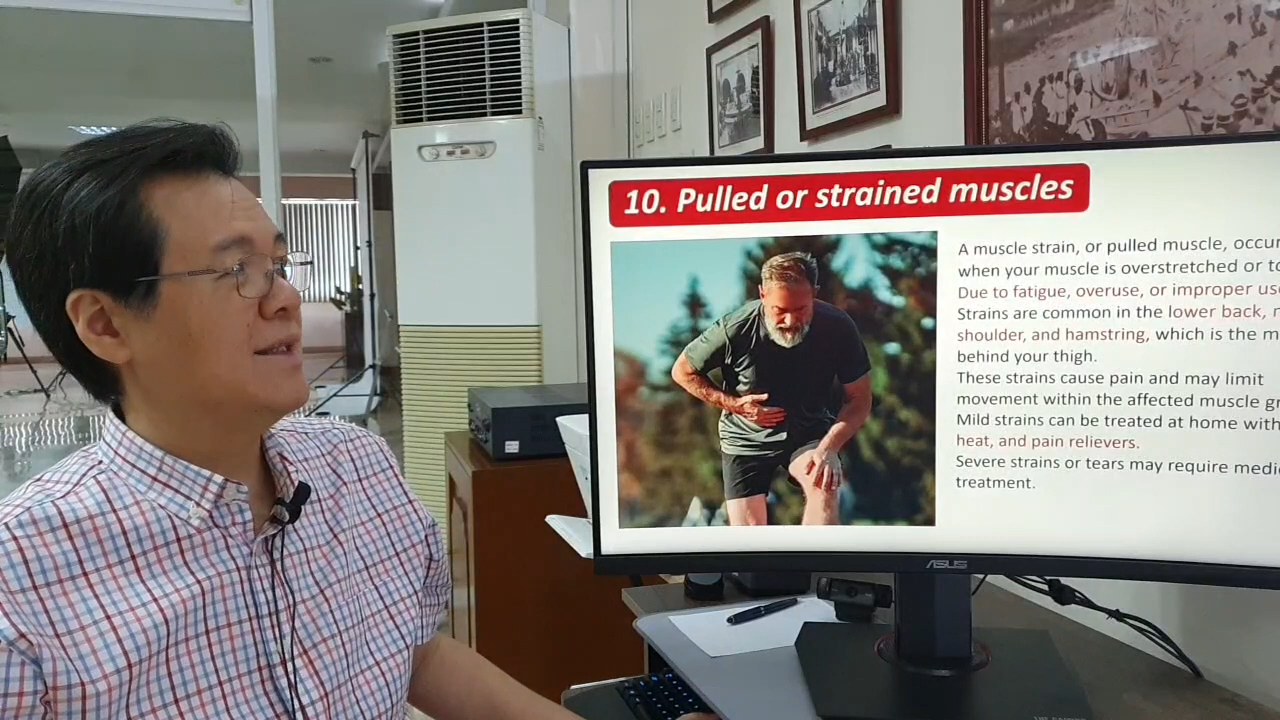 10. Pulled or strained muscles
A muscle strain, or pulled muscle, occur
when your muscle is overstretched or to
Due to fatigue, overuse, or improper us
Strains are common in the lower back, n
shoulder, and hamstring, which is the m
behind your thigh.
These strains cause pain and may limit
movement within the affected muscle gr
Mild strains can be treated at home with
heat, and pain relievers.
Severe strains or tears may require medi
treatment.
ASUS